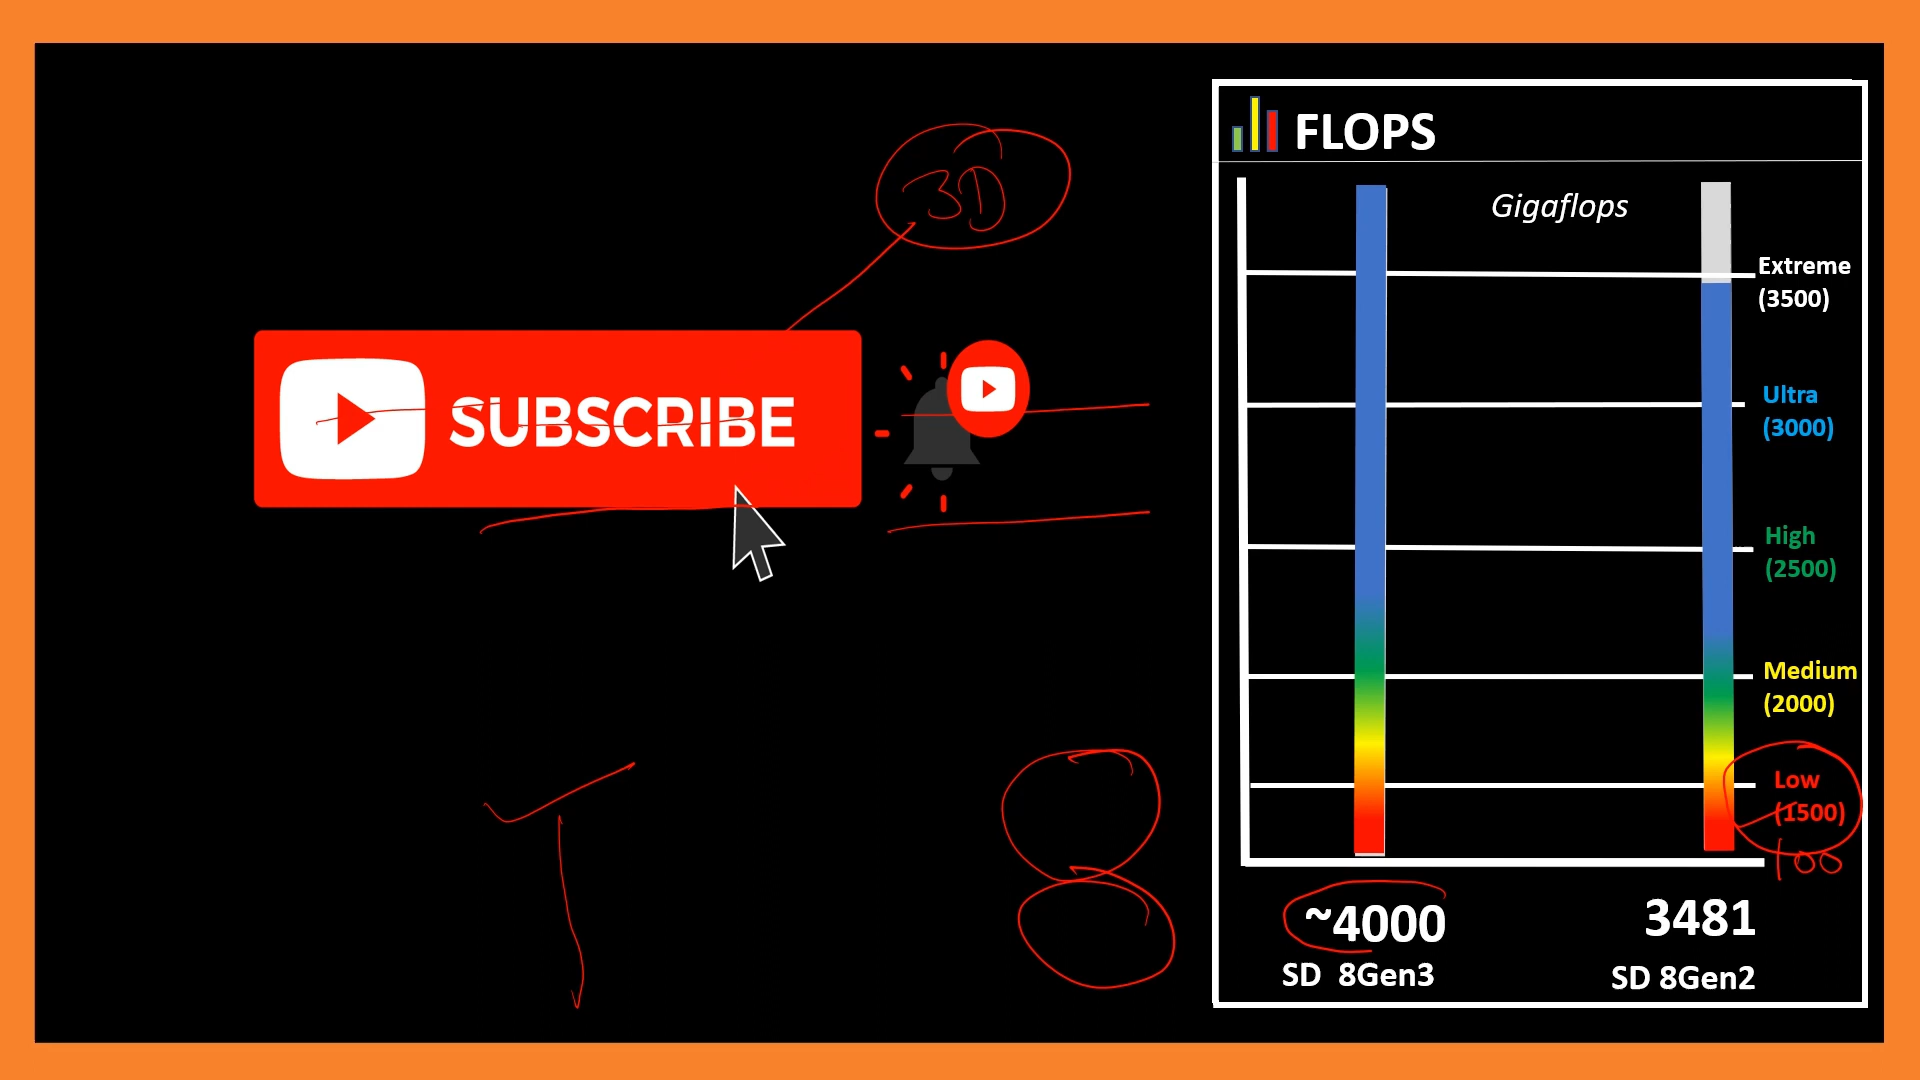 3D
SUBSCRIBE
FLOPS
Gigaflops
Extreme
(3500)
Ultra
(3000)
High
(2500)
Medium
(2000)
Low
(1500)
100
~4000
3481
SD 8Gen3
SD 8Gen2